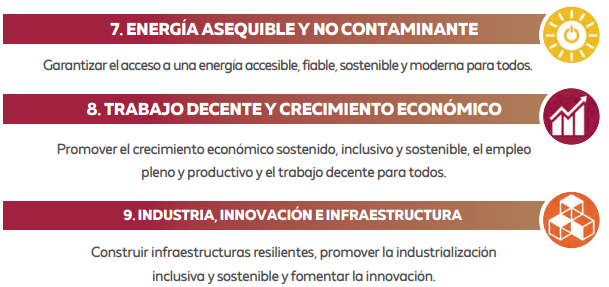 7. ENERGÍA ASEQUIBLE Y NO CONTAMINANTE
Garantizar el acceso a una energía accesible, fiable, sostenible y moderna para todos.
8. TRABAJO DECENTE Y CRECIMIENTO ECONÓMICO
Promover el crecimiento económico sostenido, inclusivo y sostenible, el empleo
pleno y productivo y el trabajo decente para todos.
9. INDUSTRIA, INNOVACIÓN E INFRAESTRUCTURA
Construir infraestructuras resilientes, promover la industrialización
inclusiva y sostenible y fomentar la innovación.